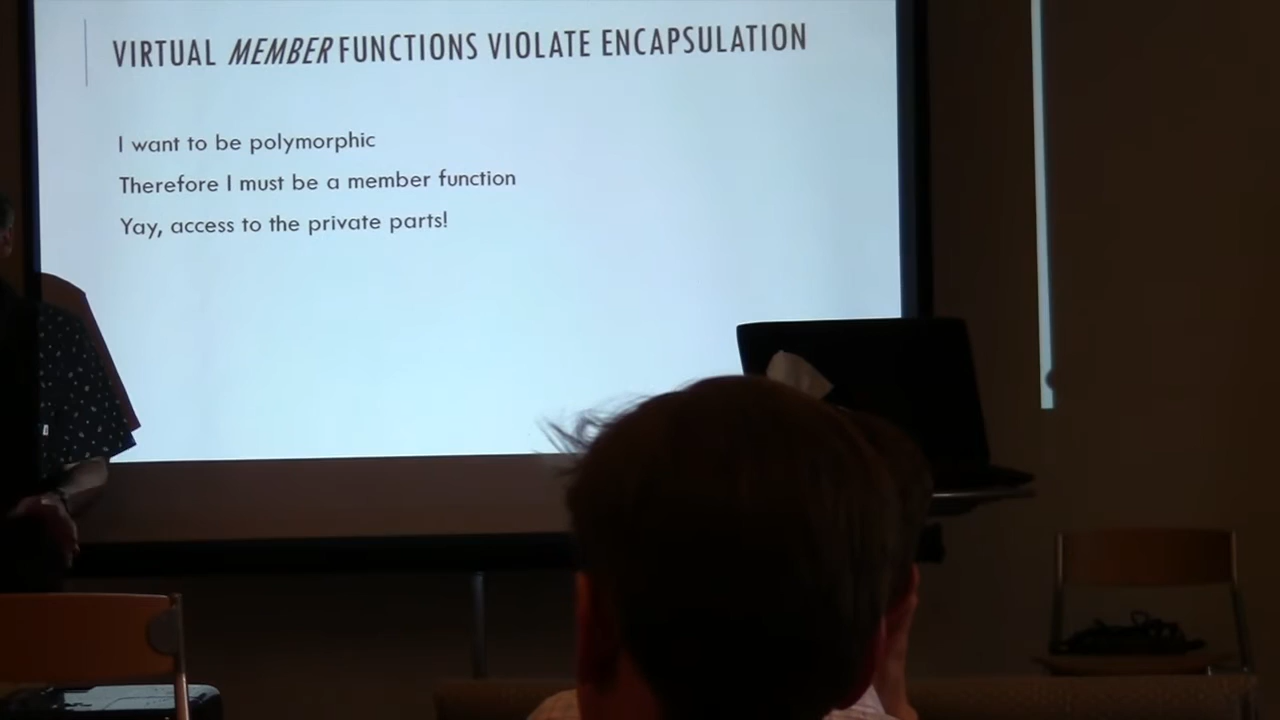 VIRTUAL MEMBER FUNCTIONS VIOLATE ENCAPSULATION
I want to be polymorphic
Therefore I must be a member function
Yay, access to the private parts!